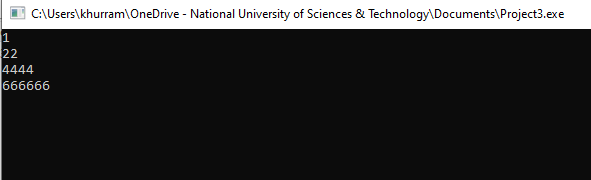 C:\Users\khurram\OneDrive - National University of Sciences & Technology\Documents\Project3.exe
1
22
4444
666666